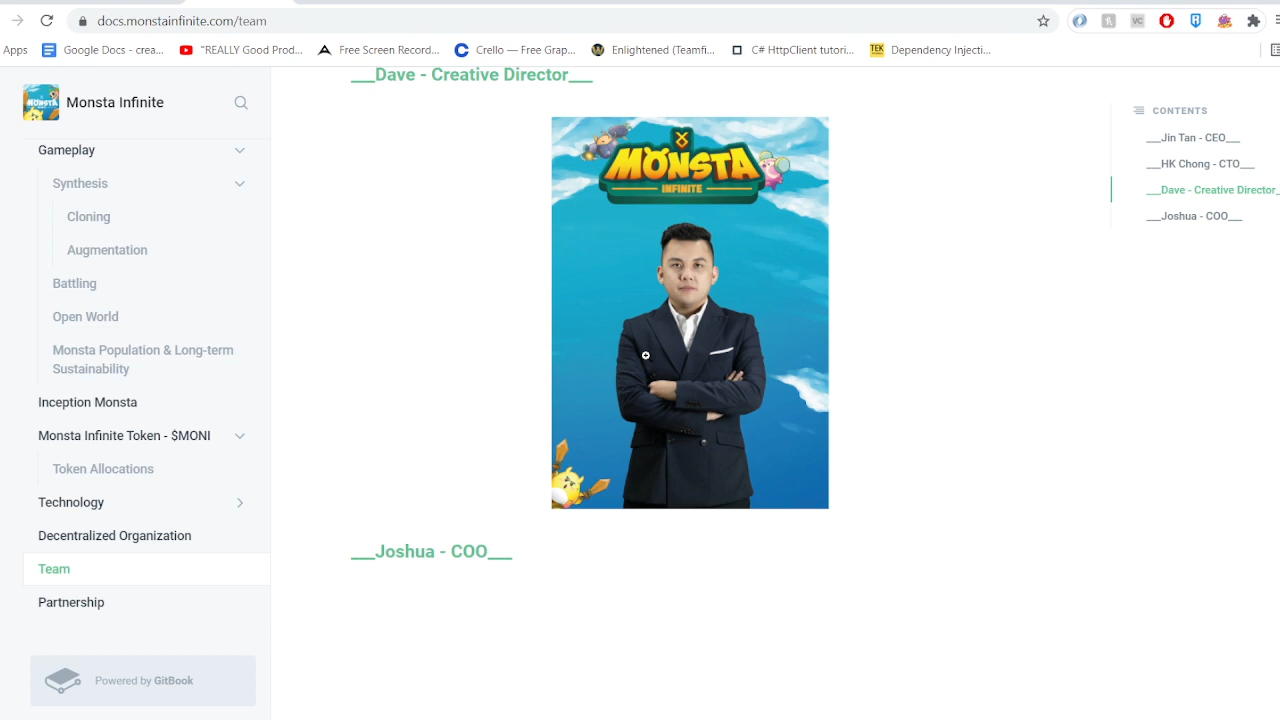 docs.monstainfinite.com/team
Apps
Google Docs - crea...
"REALLY Good Prod...
Free Screen Record...
Crello — Free Grap...
Enlightened (Teamfi...
C# HttpClient tutori...
TEK
Dependency Injecti...
VC
Monsta Infinite
Gameplay
Synthesis
Cloning
Augmentation
Battling
Open World
Monsta Population & Long-term
Sustainability
Inception Monsta
Monsta Infinite Token - $MONI
Token Allocations
Technology
Decentralized Organization
Team
Partnership
Powered by GitBook
___Dave - Creative Director___
MONSTA
INFINITE
___Joshua - COO___
CONTENTS
___Jin Tan - CEO___
___HK Chong - CTO___
___Dave - Creative Director_
___Joshua - COO___